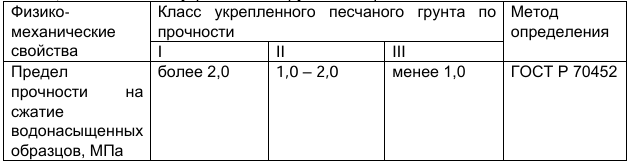 Физико-
механические
свойства
Класс укрепленного песчаного грунта по
прочности
Метод
определения
I II III
Предел
прочности на
сжатие
водонасыщенных
образцов, МПа
более 2,0 1,0 – 2,0 менее 1,0 ГОСТ Р 70452